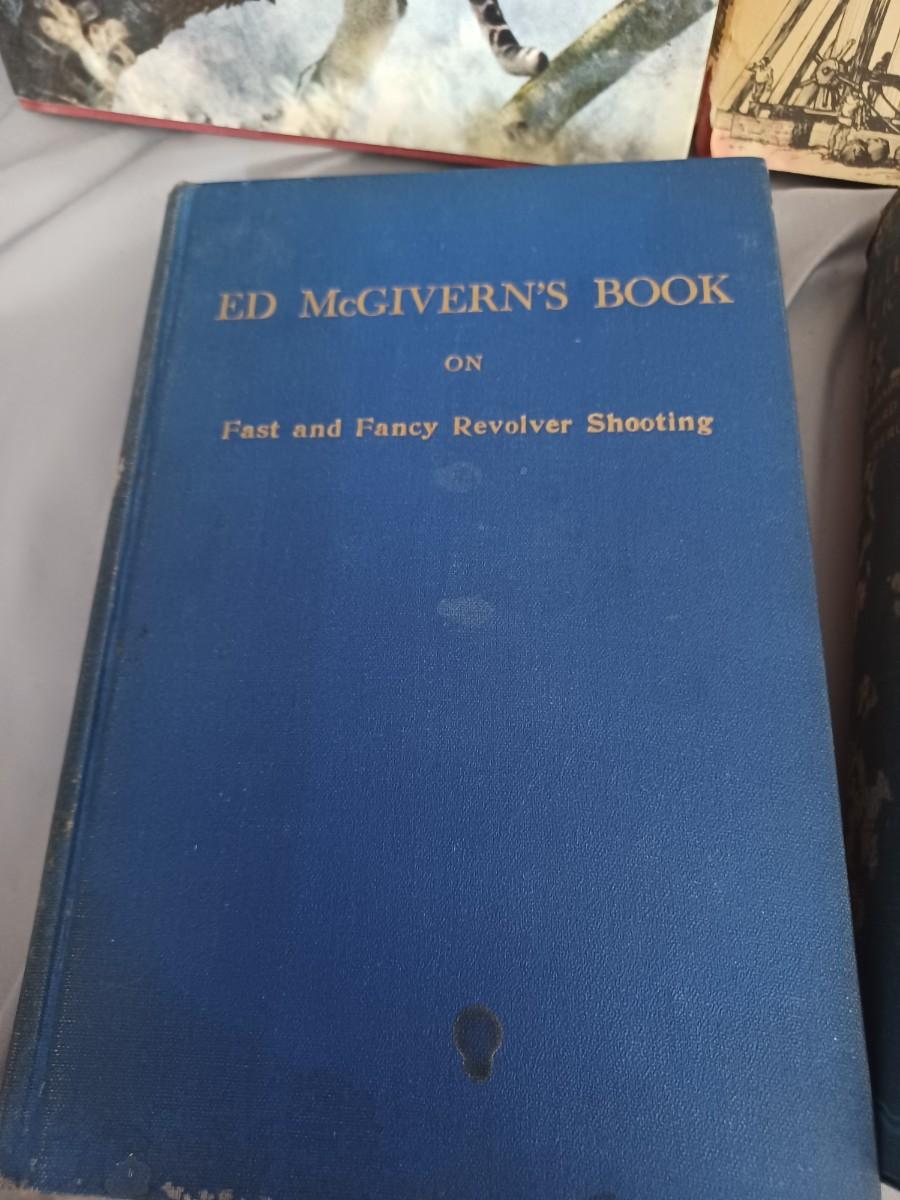 ED McGIVERN'S BOOK
ON
Fast and Fancy Revolver Shooting